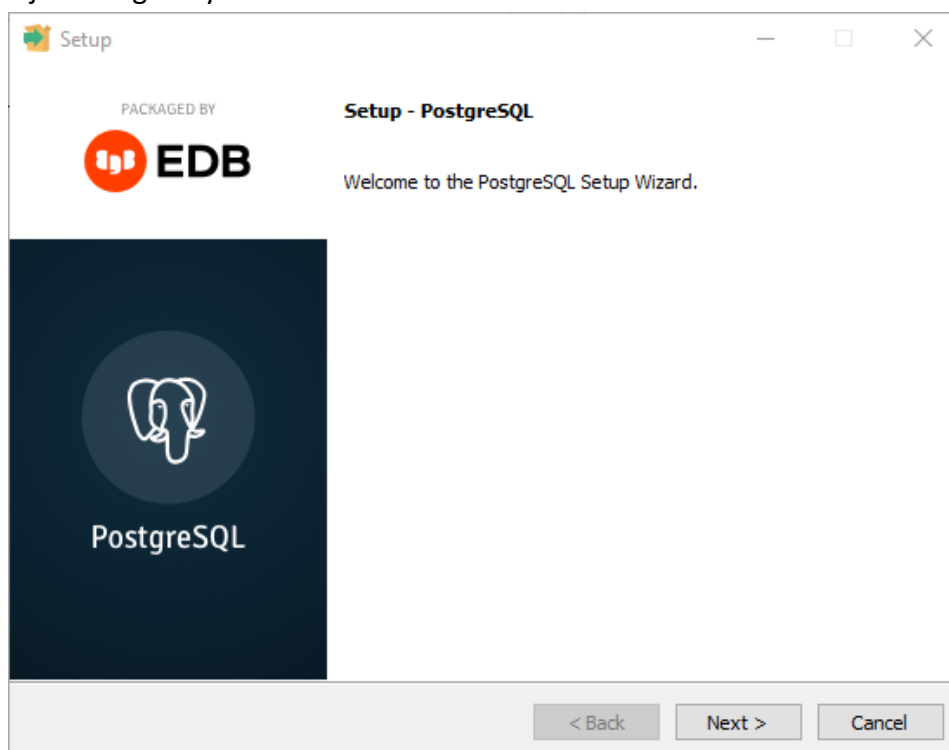 Setup
PACKAGED BY
EDB
Setup - PostgreSQL
Welcome to the PostgreSQL Setup Wizard.
PostgreSQL
< Back
Next >
Cancel